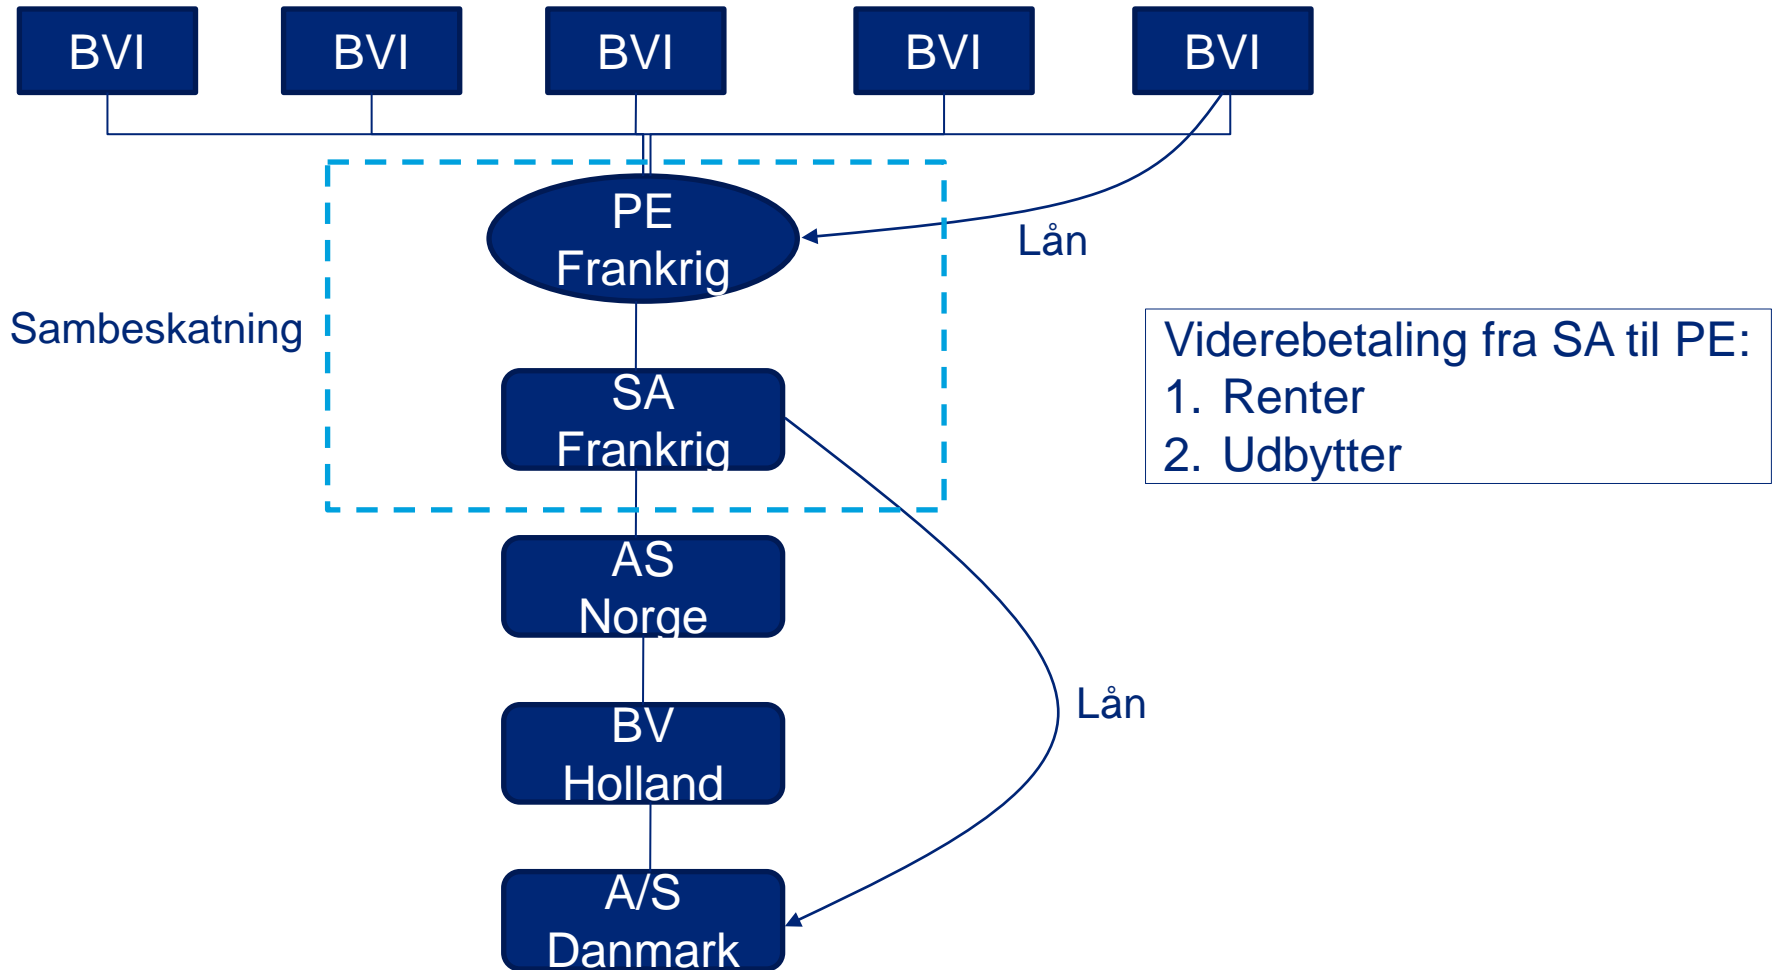 BVI
BVI
BVI
BVI
BVI
PE
Frankrig
Lån
Sambeskatning
Viderebetaling fra SA til PE:
1. Renter
2. Udbytter
SA
Frankrig
AS
Norge
BV
Holland
Lån
A/S
Danmark